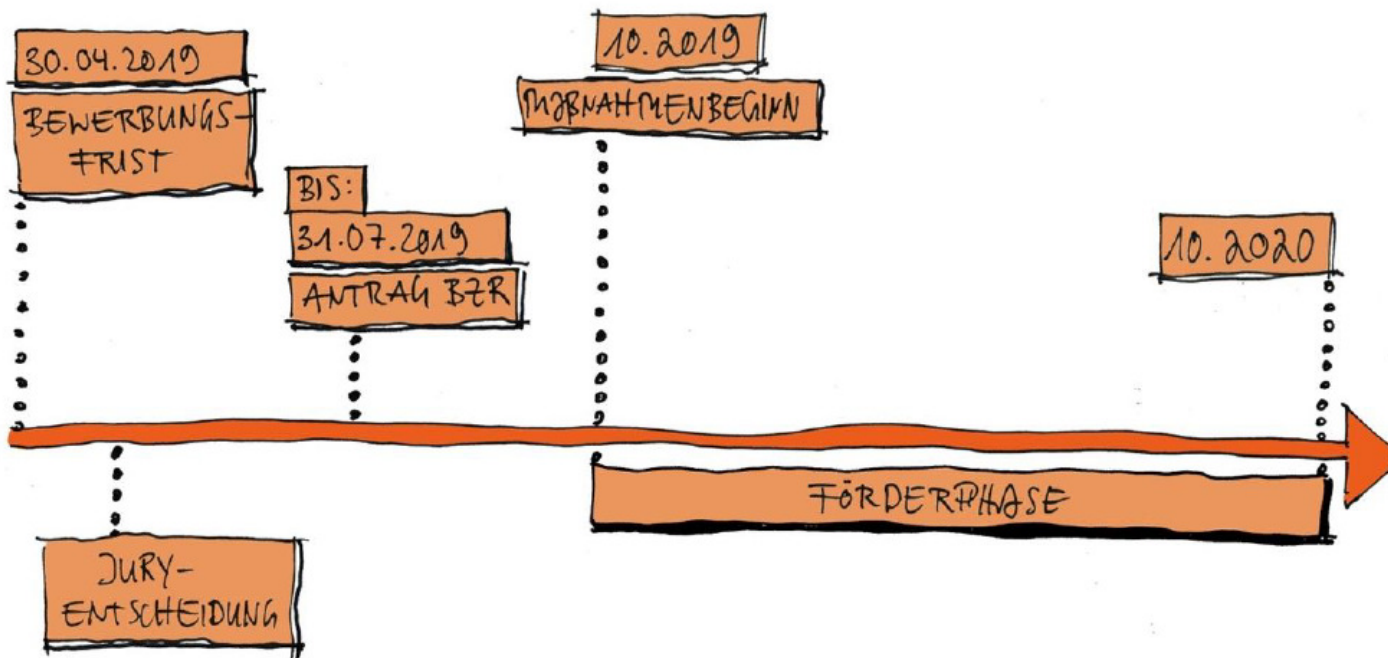 30.04.2019
BEWERBUNGS-
FRIST
BIS:
31.07.2019
ANTRAG BZR
10.2019
MAßNAHMENBEGINN
10.2020
FÖRDERPHASE
JURY-
ENTSCHEIDUNG